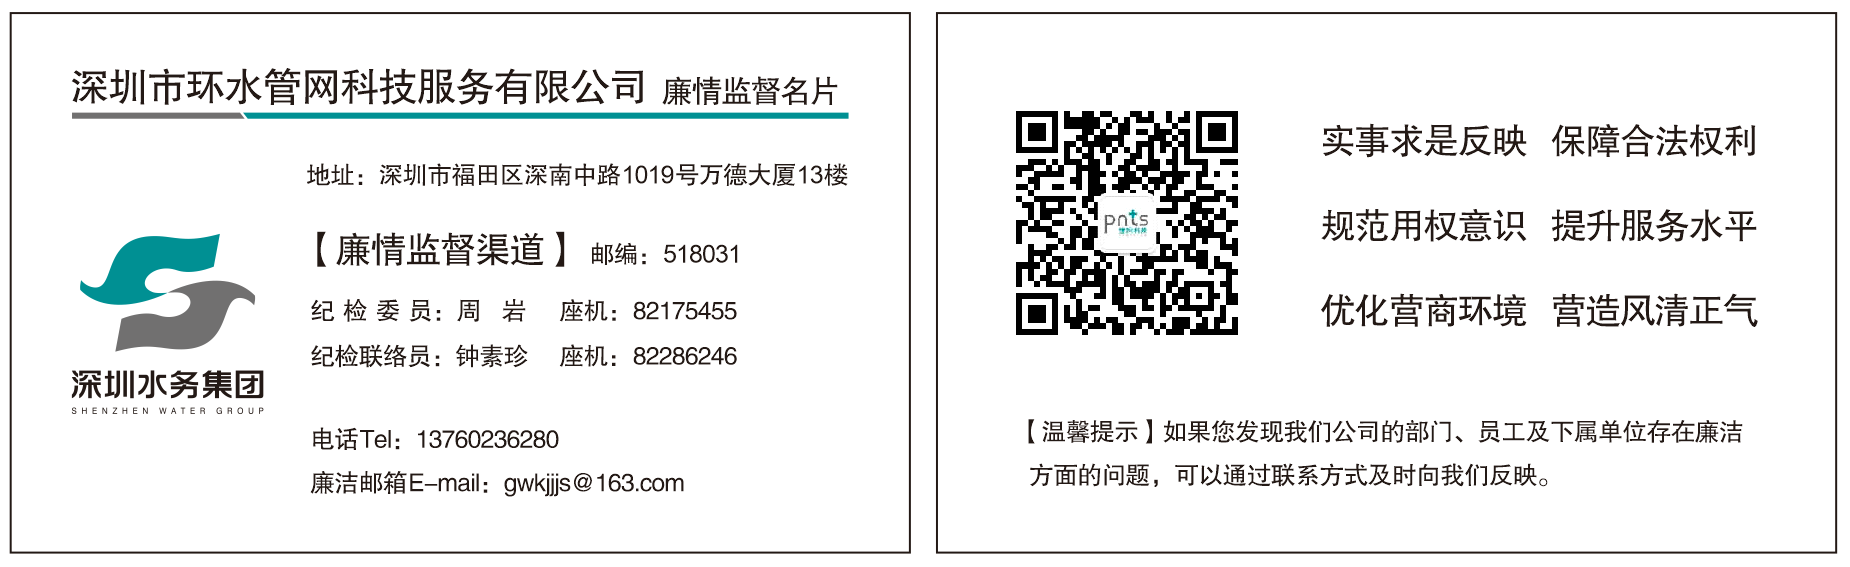 深圳市环水管网科技服务有限公司 廉情监督名片
地址：深圳市福田区深南中路1019号万德大厦13楼
【廉情监督渠道】 邮编：518031
纪检委员：周 岩 座机：82175455
纪检联络员：钟素珍 座机：82286246
深圳水务集团
SHENZHEN WATER GROUP
电话Tel：13760236280
廉洁邮箱E-mail：gwkjjjs@163.com
实事求是反映 保障合法权利
pnts
管网科技
规范用权意识 提升服务水平
优化营商环境 营造风清正气
【温馨提示】如果您发现我们公司的部门、员工及下属单位存在廉洁
方面的问题，可以通过联系方式及时向我们反映。